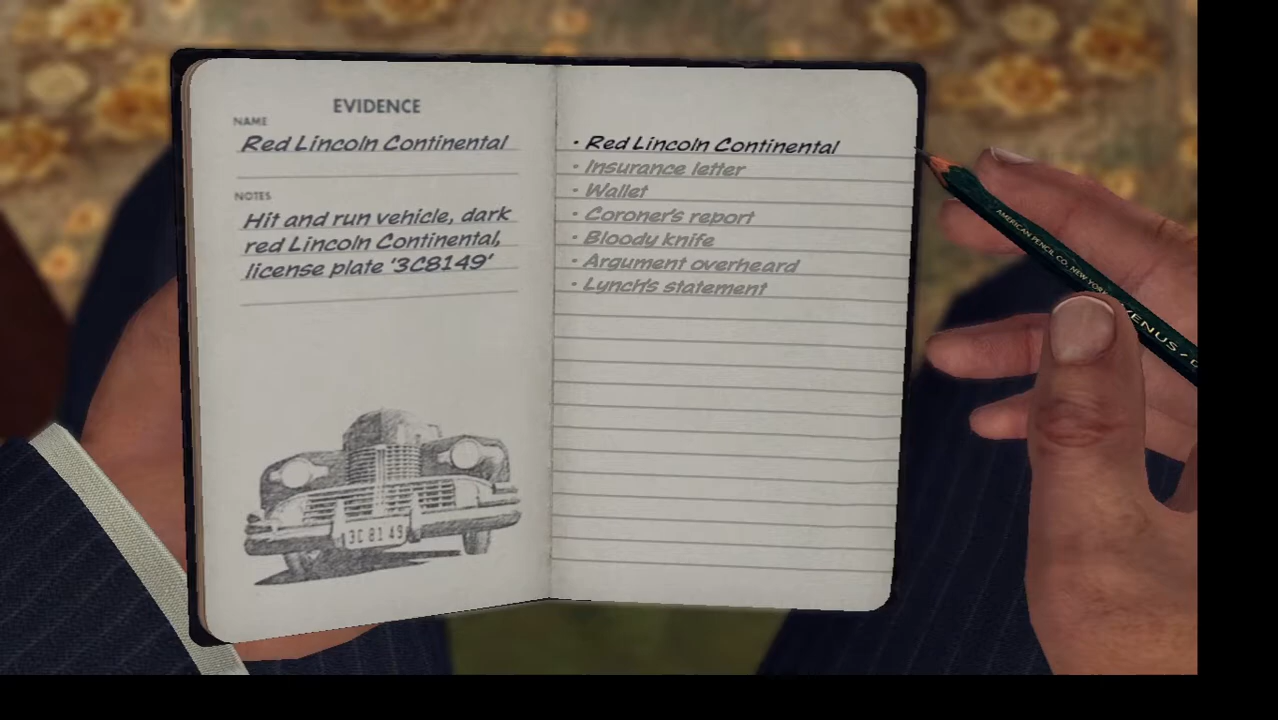 EVIDENCE
NAME
Red Lincoln Continental
NOTES
Hit and run vehicle, dark
red Lincoln Continental,
license plate '3C8149'
3C 81 49
· Red Lincoln Continental
· Insurance letter
· Wallet
· Coroner's report
· Bloody knife
· Argument overheard
· Lynch's statement
AMERICAN PENCIL CO. NEW YORK
VENUS